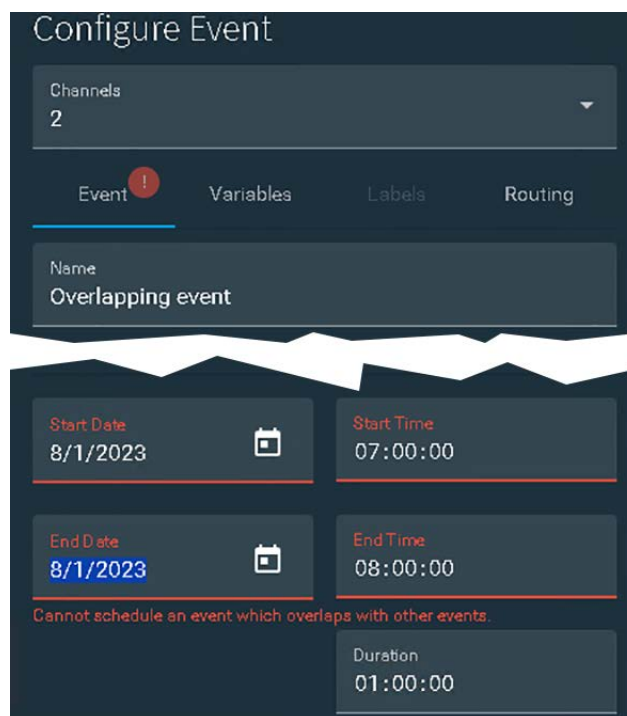 Configure Event
Channels
2
Event !
Variables
Labels
Routing
Name
Overlapping event
Start Date
8/1/2023
Start Time
07:00:00
End Date
8/1/2023
End Time
08:00:00
Cannot schedule an event which overlaps with other events.
Duration
01:00:00